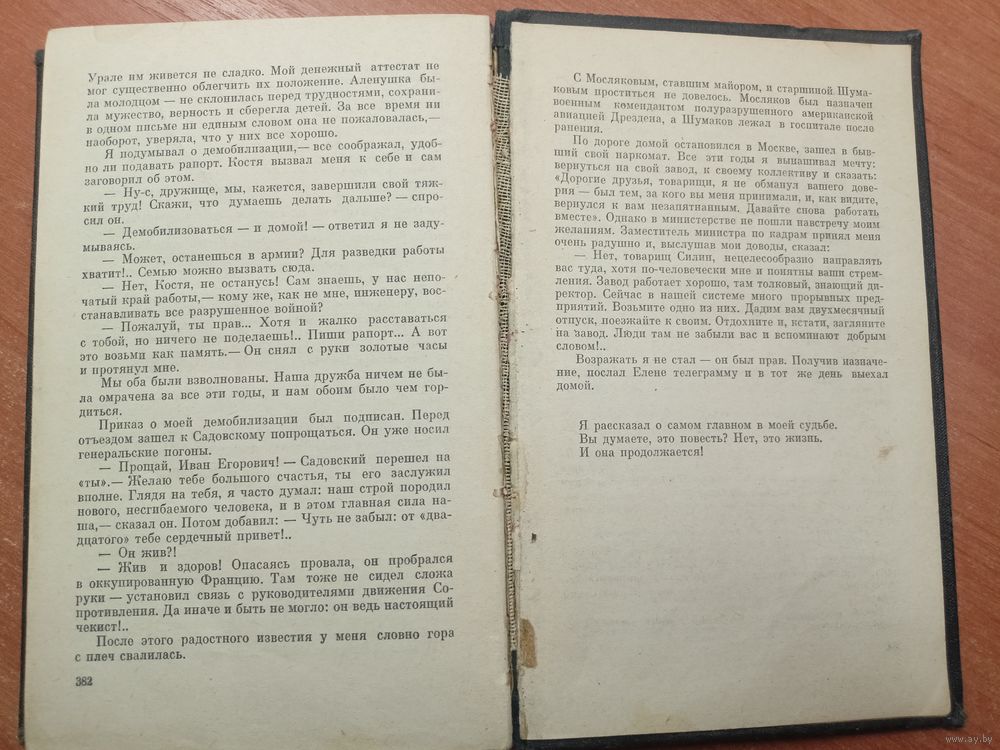 Урале им живется не сладко. Мой денежный аттестат не
мог существенно облегчить их положение. Аленушка бы-
ла молодцом — не склонилась перед трудностями, сохрани-
ла мужество, верность и сберегла детей. За все время ни
в одном письме ни единым словом она не пожаловалась,—
наоборот, уверяла, что у них все хорошо.
Я подумывал о демобилизации,— все соображал, удоб-
но ли подавать рапорт. Костя вызвал меня к себе и сам
заговорил об этом.
— Ну-с, дружище, мы, кажется, завершили свой тяж-
кий труд! Скажи, что думаешь делать дальше? — спро-
сил он.
— Демобилизоваться — и домой! — ответил я не заду-
мываясь.
— Может, останешься в армии? Для разведки работы
хватит!.. Семью можно вызвать сюда.
— Нет, Костя, не останусь! Сам знаешь, у нас непо-
чатый край работы,— кому же, как не мне, инженеру, вос-
станавливать все разрушенное войной?
— Пожалуй, ты прав... Хотя и жалко расставаться
с тобой, но ничего не поделаешь!.. Пиши рапорт... А вот
это возьми как память.— Он снял с руки золотые часы
и протянул мне.
Мы оба были взволнованы. Наша дружба ничем не бы-
ла омрачена за все эти годы, и нам обоим было чем гор-
диться.
Приказ о моей демобилизации был подписан. Перед
отъездом зашел к Садовскому попрощаться. Он уже носил
генеральские погоны.
— Прощай, Иван Егорович! — Садовский перешел на
«ты».— Желаю тебе большого счастья, ты его заслужил
вполне. Глядя на тебя, я часто думал: наш строй породил
нового, несгибаемого человека, и в этом главная сила на-
ша,— сказал он. Потом добавил: — Чуть не забыл: от «два-
дцатого» тебе сердечный привет!..
— Он жив?!
— Жив и здоров! Опасаясь провала, он пробрался
в оккупированную Францию. Там тоже не сидел сложа
руки — установил связь с руководителями движения Со-
противления. Да иначе и быть не могло: он ведь настоящий
чекист!..
После этого радостного известия у меня словно гора
с плеч свалилась.
382
С Мосляковым, ставшим майором, и старшиной Шума-
ковым проститься не довелось. Мосляков был назначен
военным комендантом полуразрушенного американской
авиацией Дрездена, а Шумаков лежал в госпитале после
ранения.
По дороге домой остановился в Москве, зашел в быв-
ший свой наркомат. Все эти годы я вынашивал мечту:
вернуться на свой завод, к своему коллективу и сказать:
«Дорогие друзья, товарищи, я не обманул вашего дове-
рия — был тем, за кого вы меня принимали, и, как видите,
вернулся к вам незапятнанным. Давайте снова работать
вместе». Однако в министерстве не пошли навстречу моим
желаниям. Заместитель министра по кадрам принял меня
очень радушно и, выслушав мои доводы, сказал:
— Нет, товарищ Силин, нецелесообразно направлять
вас туда, хотя по-человечески мне и понятны ваши стрем-
ления. Завод работает хорошо, там толковый, знающий ди-
ректор. Сейчас в нашей системе много прорывных пред-
приятий. Возьмите одно из них. Дадим вам двухмесячный
отпуск, поезжайте к своим. Отдохните и, кстати, загляните
на завод. Люди там не забыли вас и вспоминают добрым
словом!..
Возражать я не стал — он был прав. Получив назначе-
ние, послал Елене телеграмму и в тот же день выехал
домой.
Я рассказал о самом главном в моей судьбе.
Вы думаете, это повесть? Нет, это жизнь.
И она продолжается!
www.ay.by